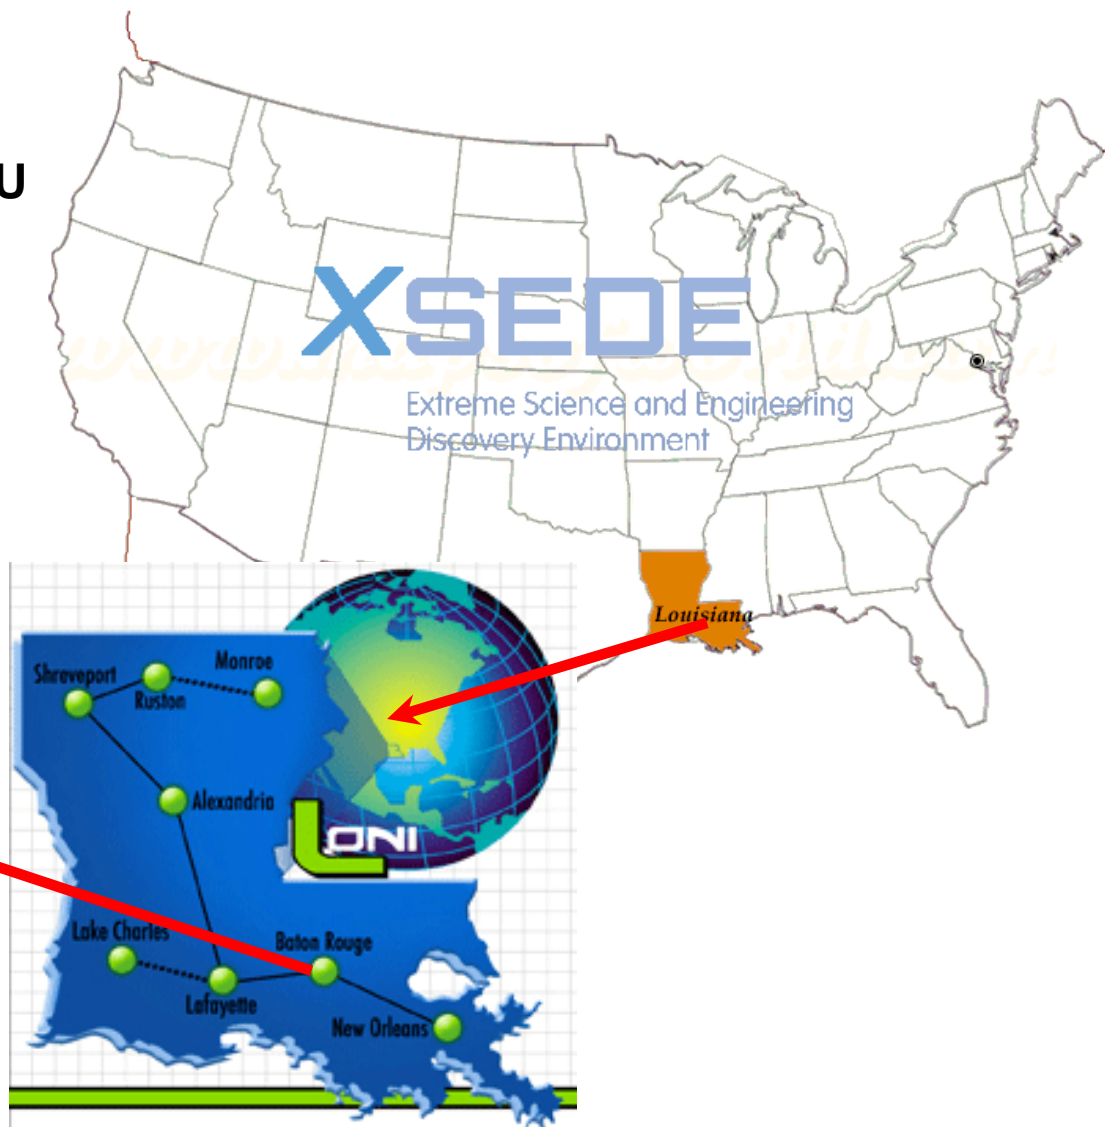 U
XSEDE
Extreme Science and Engineering
Discovery Environment
Louisiana
Monroe
Shreveport
Ruston
Alexandria
LONI
Lake Charles
Baton Rouge
Lafayette
New Orleans